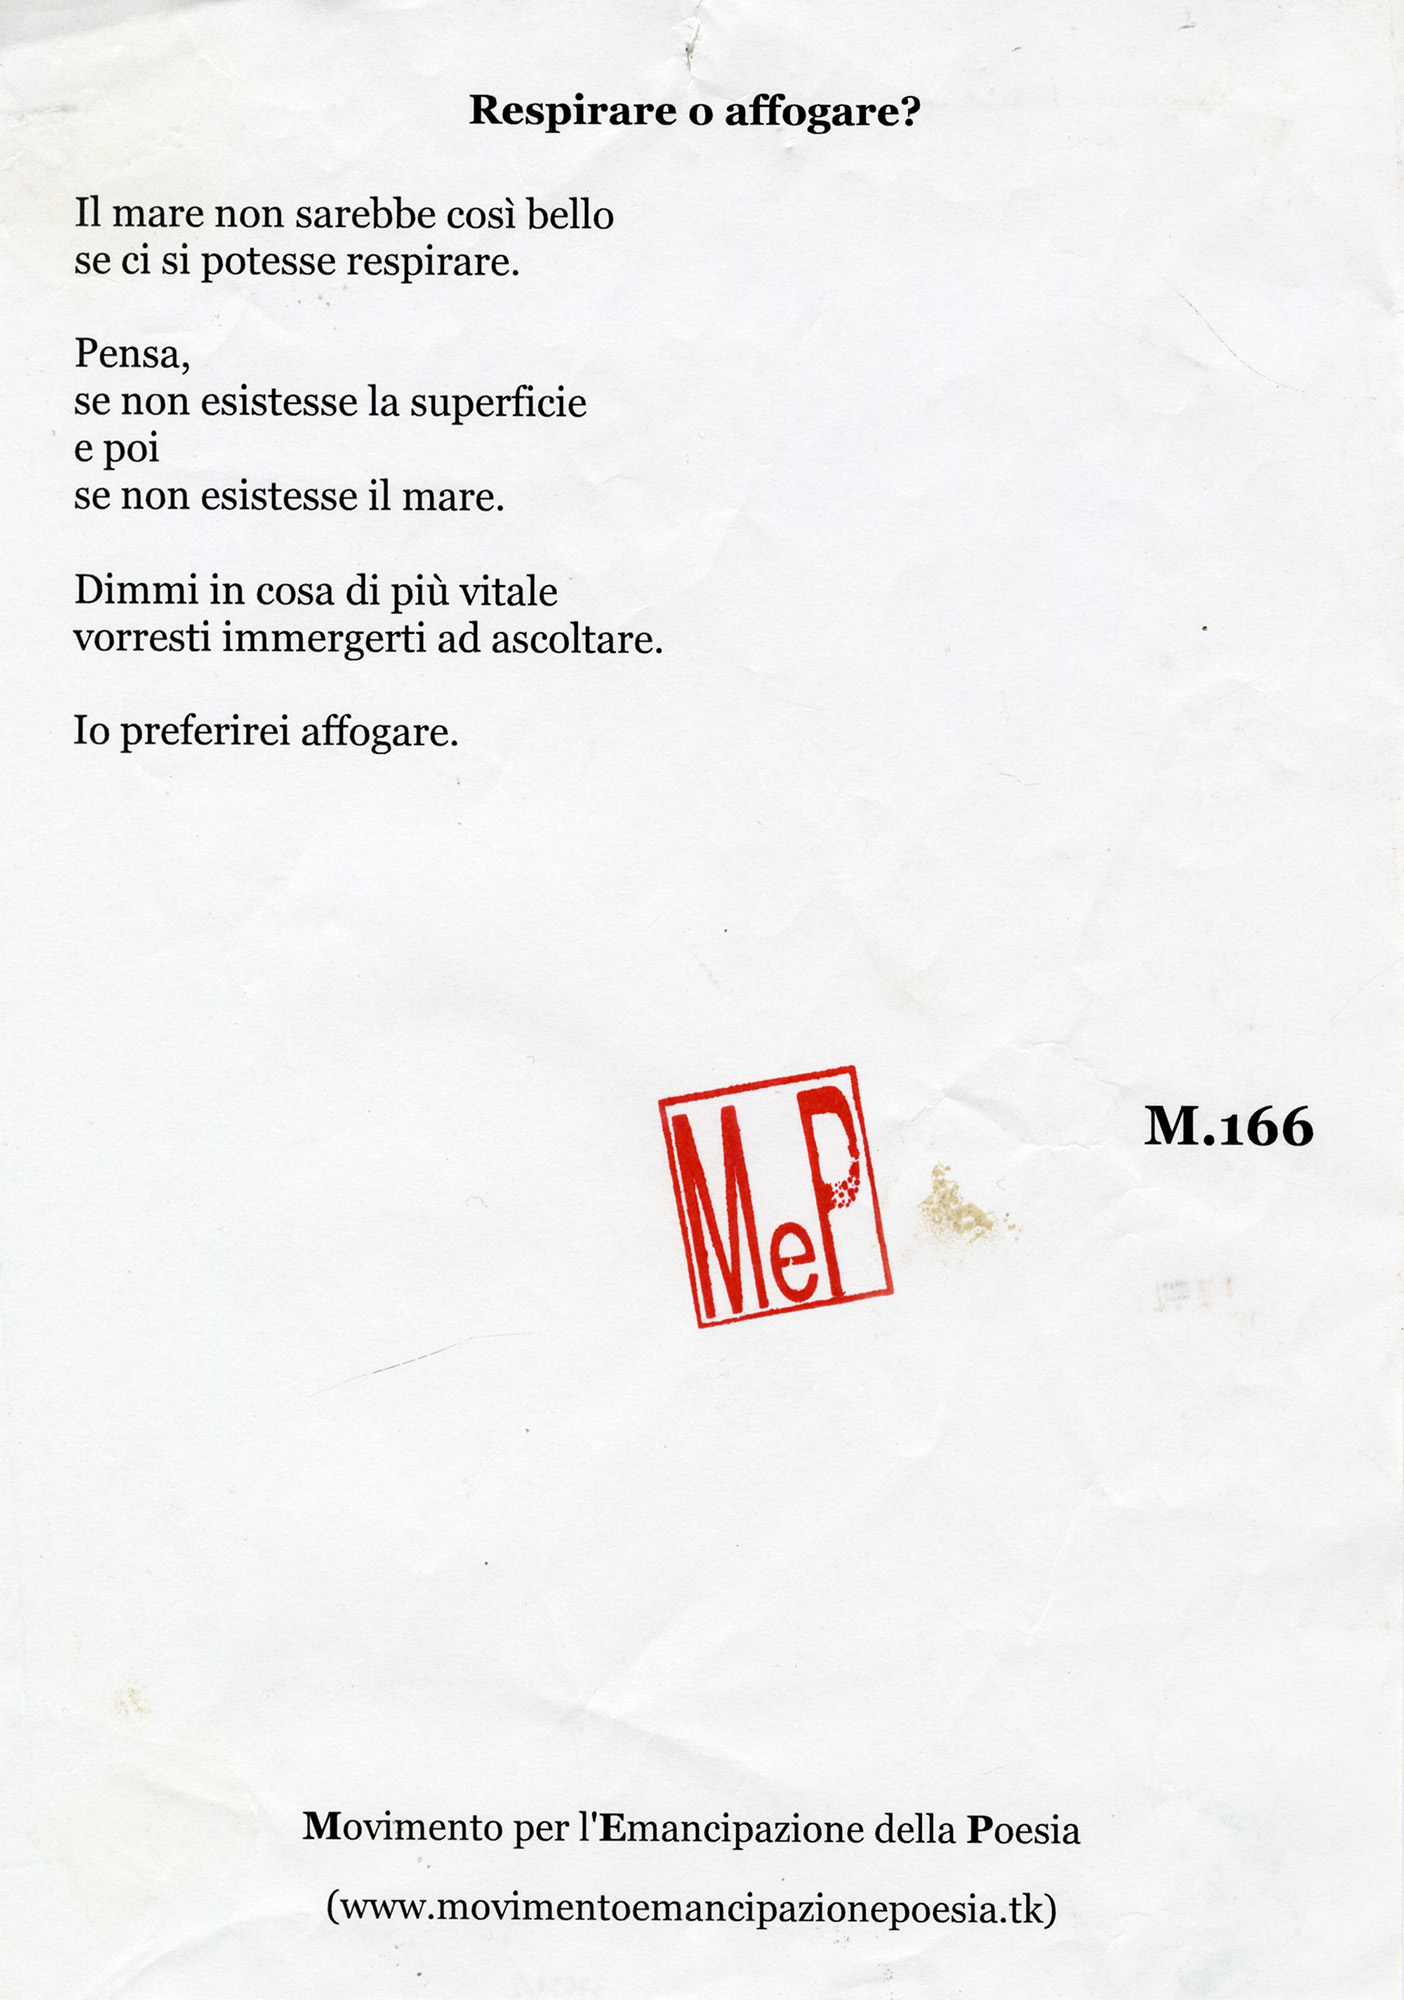 Respirare o affogare?
Il mare non sarebbe così bello
se ci si potesse respirare.
Pensa,
se non esistesse la superficie
e poi
se non esistesse il mare.
Dimmi in cosa di più vitale
vorresti immergerti ad ascoltare.
Io preferirei affogare.
MeP
M.166
Movimento per l'Emancipazione della Poesia
(www.movimentoemancipazionepoesia.tk)